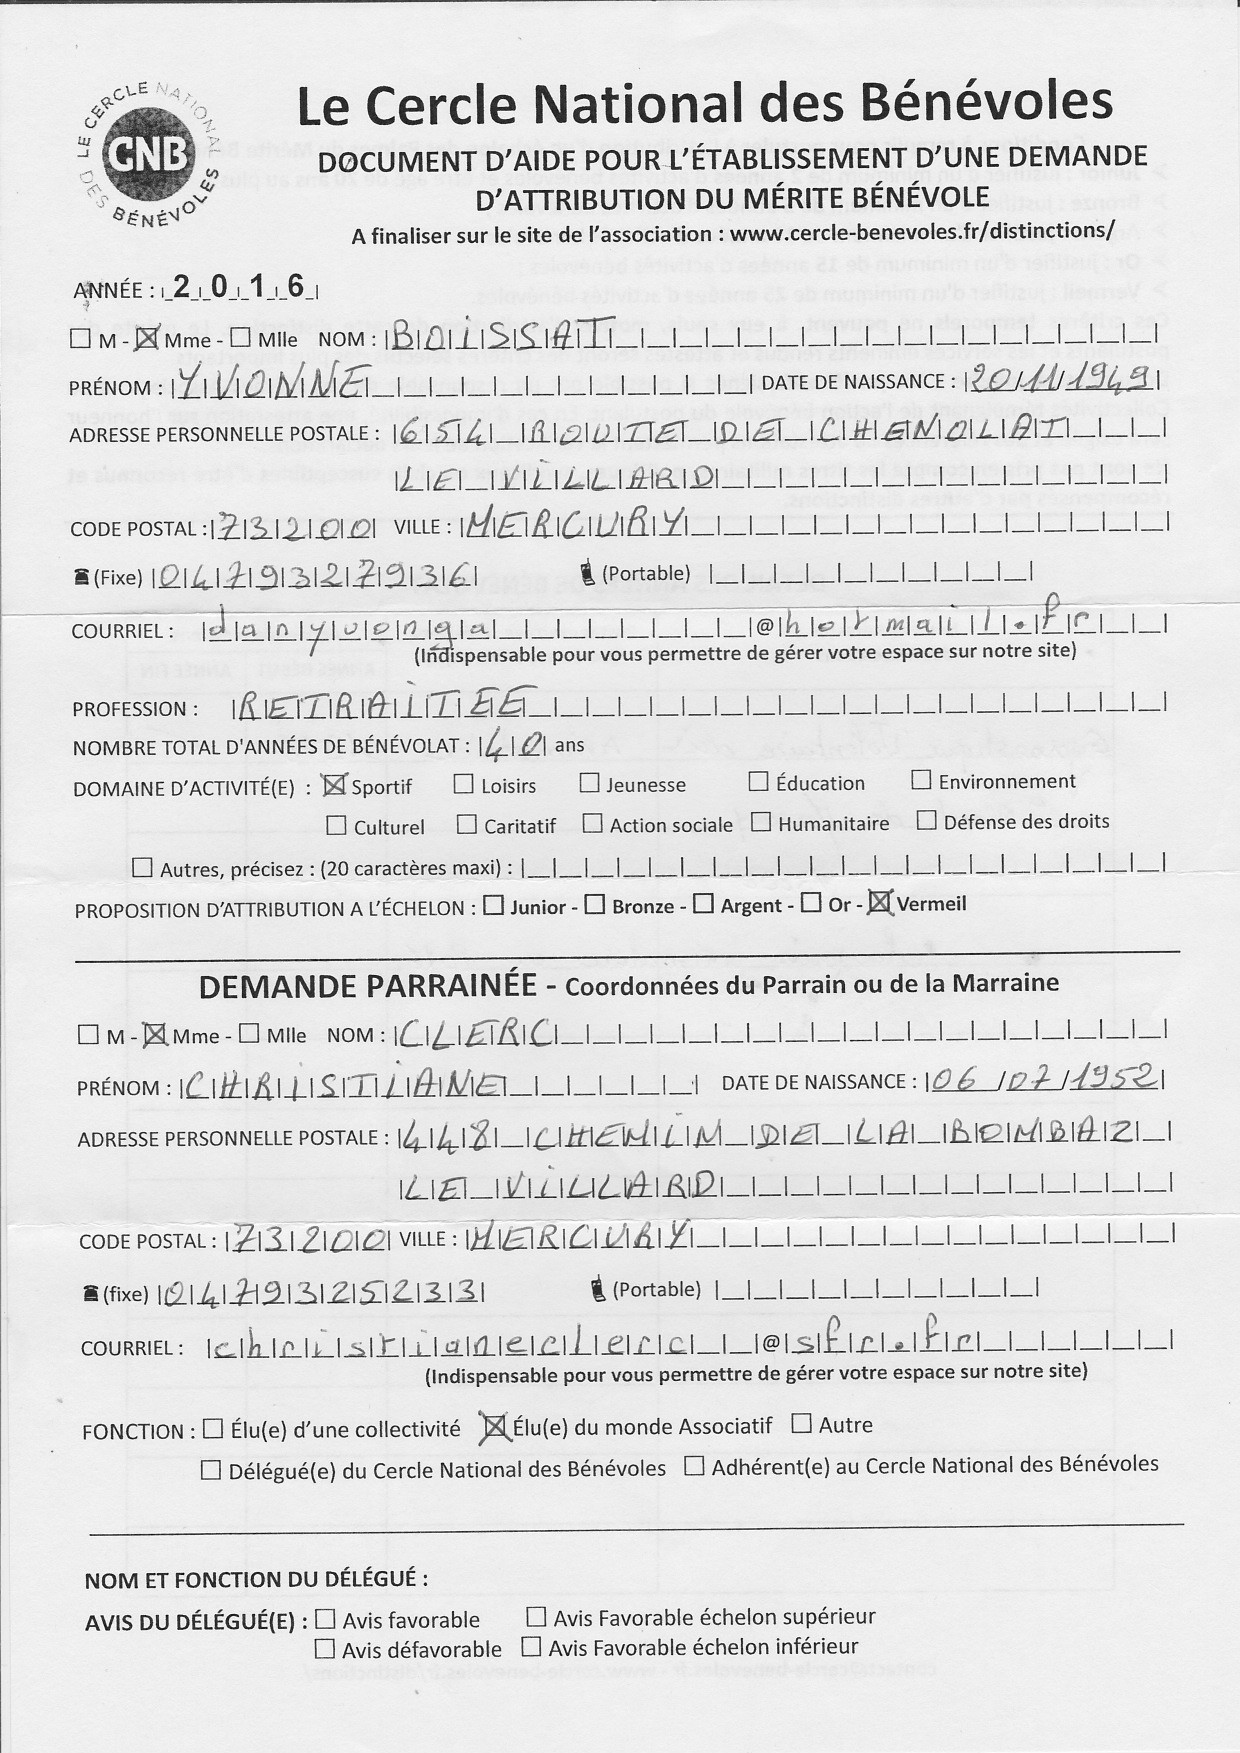 LE CERCLE NATIONAL DES BÉNÉVOLES
CNB
Le Cercle National des Bénévoles
DOCUMENT D'AIDE POUR L'ÉTABLISSEMENT D'UNE DEMANDE
D'ATTRIBUTION DU MÉRITE BÉNÉVOLE
A finaliser sur le site de l'association : www.cercle-benevoles.fr/distinctions/
ANNÉE : 2016
☐ M - ☒ Mme - ☐ Mlle NOM : BOISSAT
PRÉNOM : YVONNE DATE DE NAISSANCE : 20/11/1949
ADRESSE PERSONNELLE POSTALE : 654 ROUTE DE CHENOLAT
LE VILLARD
CODE POSTAL : 73200 VILLE : MERCURY
(Fixe) 0479327936 (Portable)
COURRIEL : danyvonga@hotmail.fr
(Indispensable pour vous permettre de gérer votre espace sur notre site)
PROFESSION : RETRAITEE
NOMBRE TOTAL D'ANNÉES DE BÉNÉVOLAT : 40 ans
DOMAINE D'ACTIVITÉ(E) : ☒ Sportif ☐ Loisirs ☐ Jeunesse ☐ Éducation ☐ Environnement
☐ Culturel ☐ Caritatif ☐ Action sociale ☐ Humanitaire ☐ Défense des droits
☐ Autres, précisez : (20 caractères maxi) :
PROPOSITION D'ATTRIBUTION A L'ÉCHELON : ☐ Junior - ☐ Bronze - ☐ Argent - ☐ Or - ☒ Vermeil
DEMANDE PARRAINÉE - Coordonnées du Parrain ou de la Marraine
☐ M - ☒ Mme - ☐ Mlle NOM : CLERC
PRÉNOM : CHRISTIANE DATE DE NAISSANCE : 06/07/1952
ADRESSE PERSONNELLE POSTALE : 448 CHEMIN DE LA BOMBAZ
LE VILLARD
CODE POSTAL : 73200 VILLE : MERCURY
(fixe) 0479325233 (Portable)
COURRIEL : christianeclerc@sfr.fr
(Indispensable pour vous permettre de gérer votre espace sur notre site)
FONCTION : ☐ Élu(e) d'une collectivité ☒ Élu(e) du monde Associatif ☐ Autre
☐ Délégué(e) du Cercle National des Bénévoles ☐ Adhérent(e) au Cercle National des Bénévoles
NOM ET FONCTION DU DÉLÉGUÉ :
AVIS DU DÉLÉGUÉ(E) : ☐ Avis favorable ☐ Avis Favorable échelon supérieur
☐ Avis défavorable ☐ Avis Favorable échelon inférieur